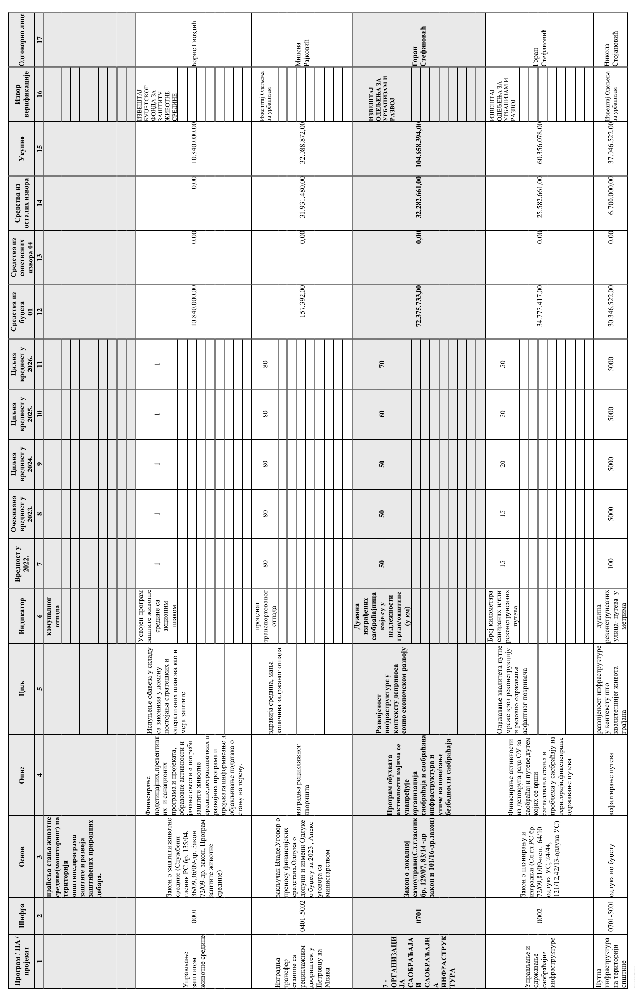 Програм / ПА /
пројекат
Шифра
Основ
Опис
Циљ
Индикатор
Вредност у
2022.
Очекивана
вредност у
2023.
Циљна
вредност у
2024.
Циљна
вредност у
2025.
Циљна
вредност у
2026.
Средства из
буџета
01
Средства из
сопствених
извора 04
Средства из
осталих извора
Укупно
Извор
верификације
Одговорно лице
1
2
3
4
5
6
7
8
9
10
11
12
13
14
15
16
17
праћења стања животне
средине(мониторинг) на
територији
општине,програма
заштите и развоја
заштићених природних
добара.
комуналног
отпада
Управљање
заштитом
животне средине
0001
Закон о заштити животне
средине (Службени
гленик РС бр. 135/04,
36/09,36/09-др. Закон
72/09-др. закон, Програм
заштите животне
средине)
Финасирање
подстицајних,превентивн
их и санационих
програма и пројеката,
образовне активности и
јачање свести о потреби
заштите животне
средине,истраживачких и
развојних програма и
пројеката,информисање и
објављивање података о
стању на терену.
Испуњење обавеза у складу
са законима у домену
постојања стратешких и
оперативних планова као и
мера заштите
Усвојен програм
заштите животне
средине са
акционим
планом
1
1
1
1
1
10.840.000,00
0,00
0,00
10.840.000,00
ИЗВЕШТАЈ
БУЏЕТСКОГ
ФОНДА ЗА
ЗАШТИТУ
ЖИВОТНЕ
СРЕДИНЕ
Борис Гвоздић
Изградња
трансфер
станице са
рециклажним
двориштем у
Петровцу на
Млави
0401-5002
закључак Владе,Уговор о
преносу финансијских
средстава,Одлука о
допуни и измени Одлуке
о буџету за 2023 , Анекс
уговора са
министарством
изградња рециклажног
дворишта
здравија средина, мања
количина задржаног отпада
проценат
транспортованог
отпада
80
80
80
80
80
157.392,00
0,00
31.931.480,00
32.088.872,00
Извештај Одељења
за урбанизам
Милена
Рајковић
7 -
ОРГАНИЗАЦИ
ЈА
САОБРАЋАЈА
И
САОБРАЋАЈН
А
ИНФРАСТРУК
ТУРА
0701
Закон о локалној
самоуправи(Сл.гласник
бр. 129/07, 83/14 -др
закон и 101/16-др.закон)
Програм обухвата
активности којима се
унапређује
организација
саобраћаја и саобраћана
инфраструктура и
утиче на повећање
безбедности саобраћаја
Развијеност
инфраструктуре у
контексту доприноса
социо економском развоју
Дужина
изграђених
саобраћајница
које су у
надлежности
града/општине
(у км)
50
50
50
60
70
72.375.733,00
0,00
32.282.661,00
104.658.394,00
ИЗВЕШТАЈ
ОДЕЉЕЊА ЗА
УРБАНИЗАМ И
РАЗВОЈ
Горан
Стефановић
Управљање и
одржавање
саобраћајне
инфраструктуре
0002
Закон о планирању и
изградњи (Сл.гл РС бр.
72/09,81/09-исп., 64/10
одлука УС, 24/44,
121/12,42/13-одлука УС)
Финасирање активности
из делокруга рада ОУ за
саобраћај и путеве,путем
којих се врши
сагледавање стања и
проблема у саобраћају на
територији,финснсирање
одржавање путева
Одржавање квалитета путне
мреже кроз реконструкцију
и редовно одржавање
асфалтног покривача
Број километара
санираних и/или
реконструисаних
путева
15
15
20
30
50
34.773.417,00
0,00
25.582.661,00
60.356.078,00
ИЗВЕШТАЈ
ОДЕЉЕЊА ЗА
УРБАНИЗАМ И
РАЗВОЈ
Горан
Стефановић
Путна
инфраструктура
на територији
општине
0701-5001
одлука ио буџету
асфалтирање путева
развијеност инфраструктуре
у контексту што
квалитетнијег живота
грађана
дужина
реконструисаних
улица- путева у
метрима
100
5000
5000
5000
5000
30.346.522,00
0,00
6.700.000,00
37.046.522,00
Извештај Одељења
за урбанизам
Никола
Стојановић